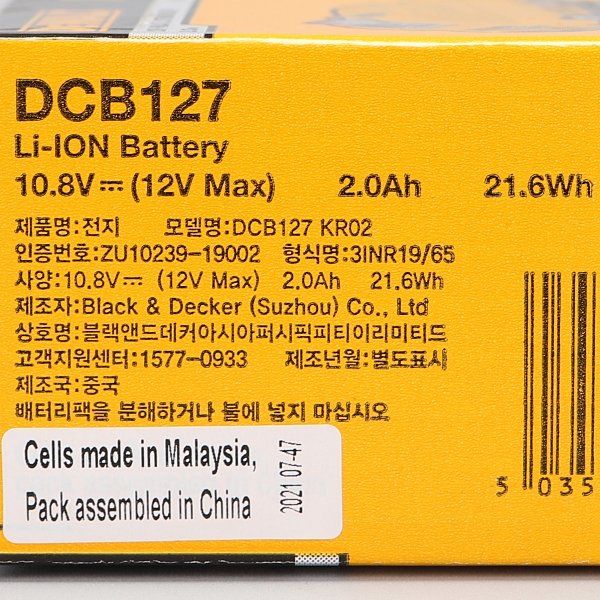 DCB127
Li-ION Battery
10.8V⎓ (12V Max) 2.0Ah 21.6Wh
제품명:전지 모델명:DCB127 KR02
인증번호:ZU10239-19002 형식명:3INR19/65
사양:10.8V⎓ (12V Max) 2.0Ah 21.6Wh
제조자:Black & Decker (Suzhou) Co., Ltd
상호명:블랙앤드데커아시아퍼시픽피티이리미티드
고객지원센터:1577-0933 제조년월:별도표시
제조국:중국
배터리팩을 분해하거나 불에 넣지 마십시오
Cells made in Malaysia,
Pack assembled in China
2021 07-47
5 035